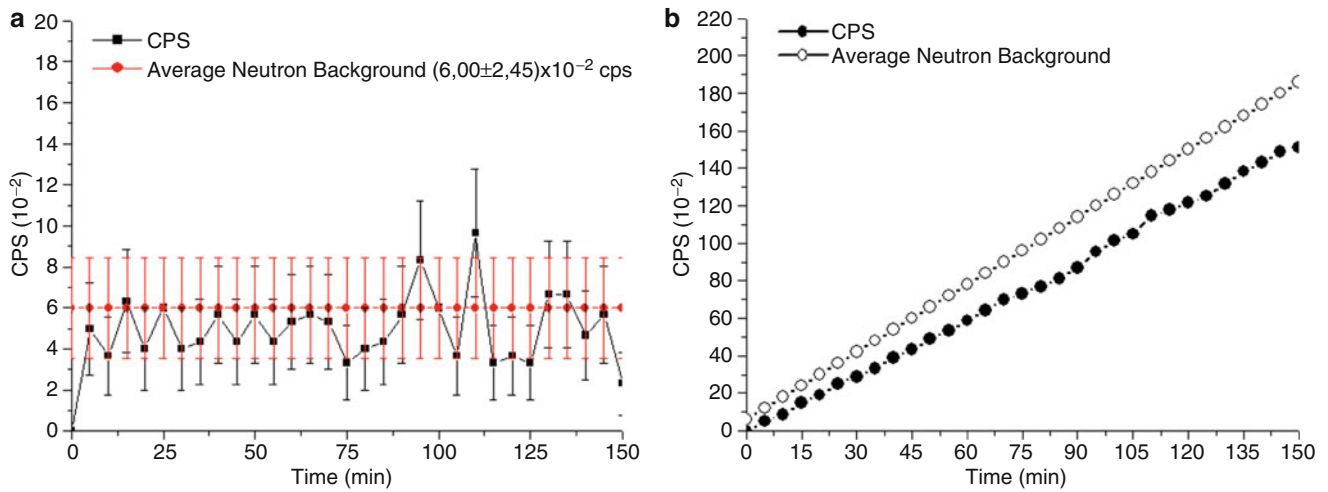 a
20
18
16
14
12
10
8
6
4
2
0
CPS (10−2)
CPS
Average Neutron Background (6,00±2,45)x10−2 cps
0 25 50 75 100 125 150
Time (min)
b
220
200
180
160
140
120
100
80
60
40
20
0
CPS (10−2)
CPS
Average Neutron Background
0 15 30 45 60 75 90 105 120 135 150
Time (min)